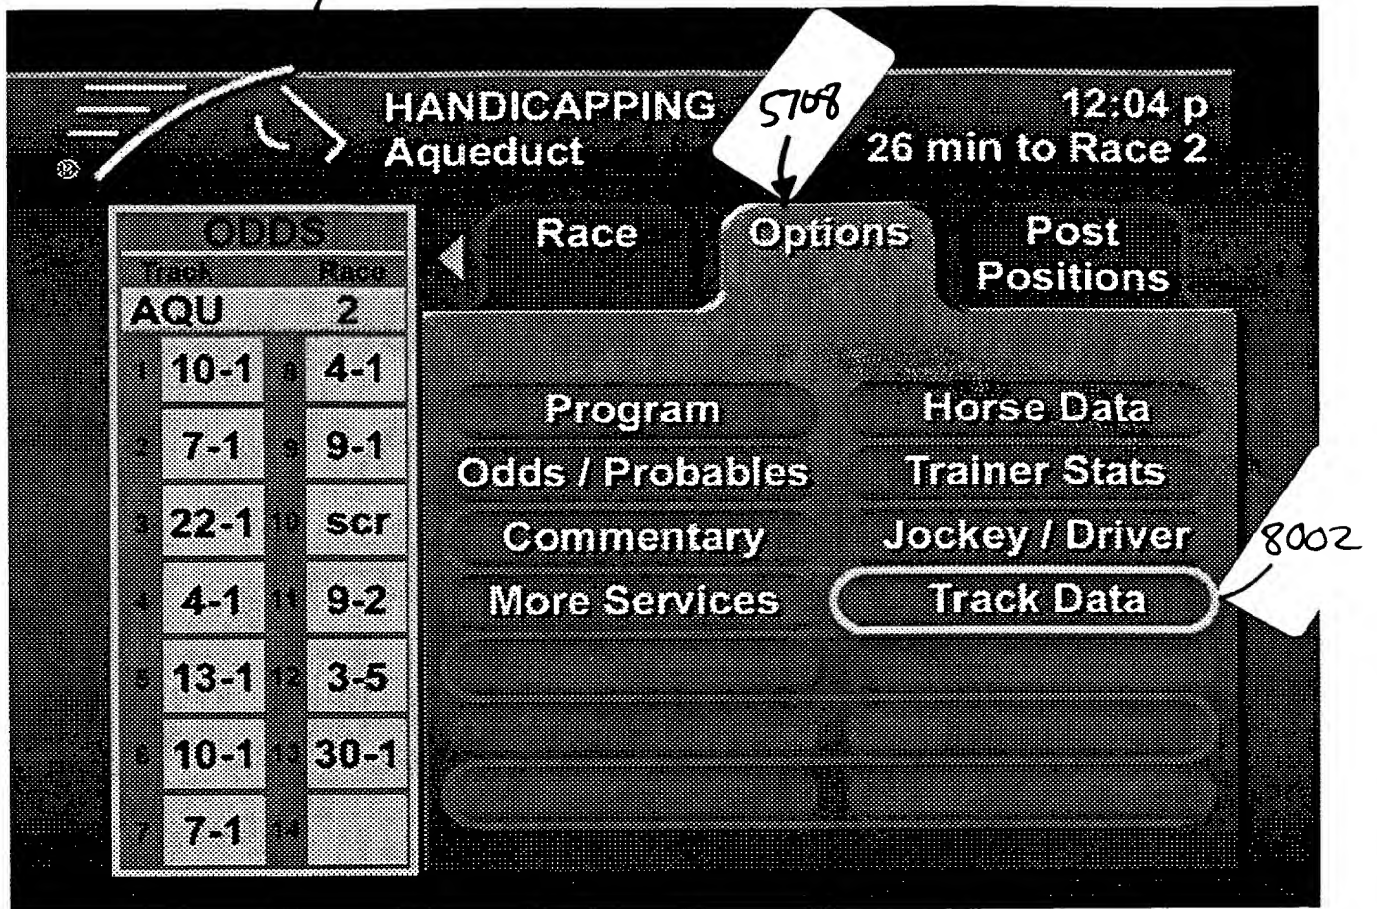 HANDICAPPING
Aqueduct
5708
12:04 p
26 min to Race 2
®
ODDS
Track Race
AQU 2
1 10-1 8 4-1
2 7-1 9 9-1
3 22-1 10 scr
4 4-1 11 9-2
5 13-1 12 3-5
6 10-1 13 30-1
7 7-1 14
Race
Options
Post
Positions
Program
Horse Data
Odds / Probables
Trainer Stats
Commentary
Jockey / Driver
8002
More Services
Track Data